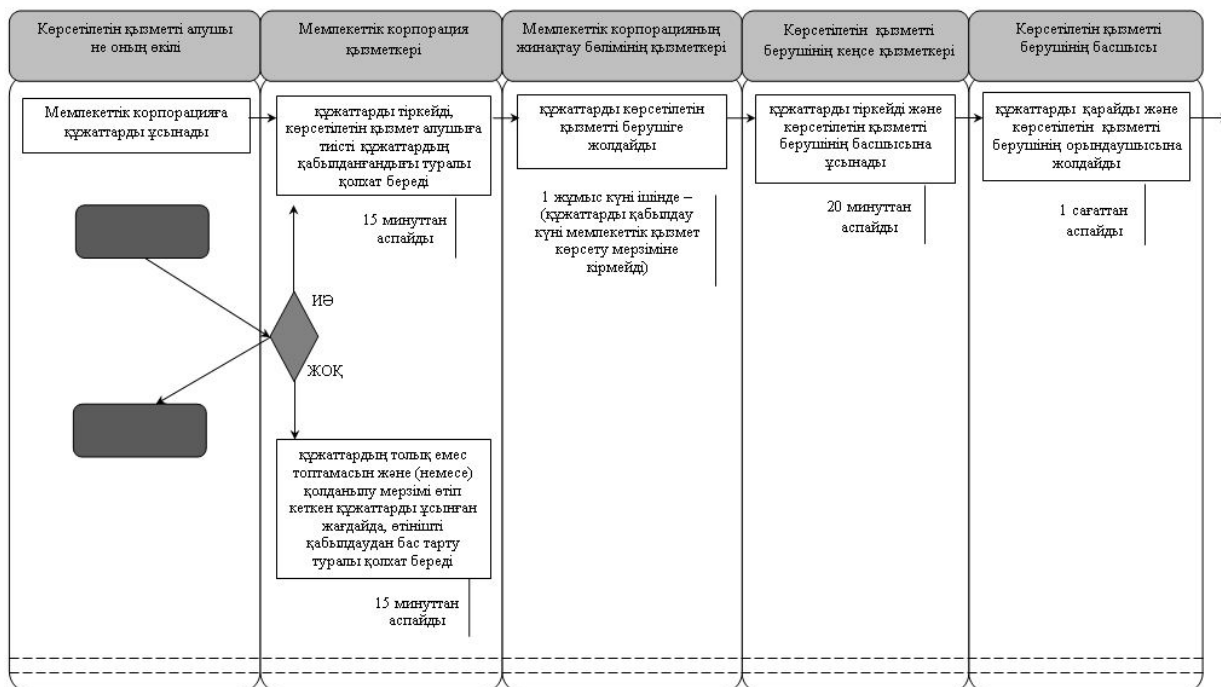 Көрсетілетін қызметті алушы
не оның өкілі
Мемлекеттік корпорация
қызметкері
Мемлекеттік корпорацияның
жинақтау бөлімінің қызметкері
Көрсетілетін қызметті
берушінің кеңсе қызметкері
Көрсетілетін қызметті
берушінің басшысы
Мемлекеттік корпорацияға
құжаттарды ұсынады
құжаттарды тіркейді,
көрсетілетін қызмет алушыға
тиісті құжаттардың
қабылданғандығы туралы
қолхат береді
құжаттарды көрсетілетін
қызметті берушіге
жолдайды
құжаттарды тіркейді және
көрсетілетін қызметті
берушінің басшысына
ұсынады
құжаттарды қарайды және
көрсетілетін қызметті
берушінің орындаушысына
жолдайды
15 минуттан
аспайды
1 жұмыс күні ішінде –
(құжаттарды қабылдау
күні мемлекеттік қызмет
көрсету мерзіміне
кірмейді)
20 минуттан
аспайды
1 сағаттан
аспайды
ИӘ
ЖОҚ
құжаттардың толық емес
топтамасын және (немесе)
қолданылу мерзімі өтіп
кеткен құжаттарды ұсынған
жағдайда, өтінішті
қабылдаудан бас тарту
туралы қолхат береді
15 минуттан
аспайды